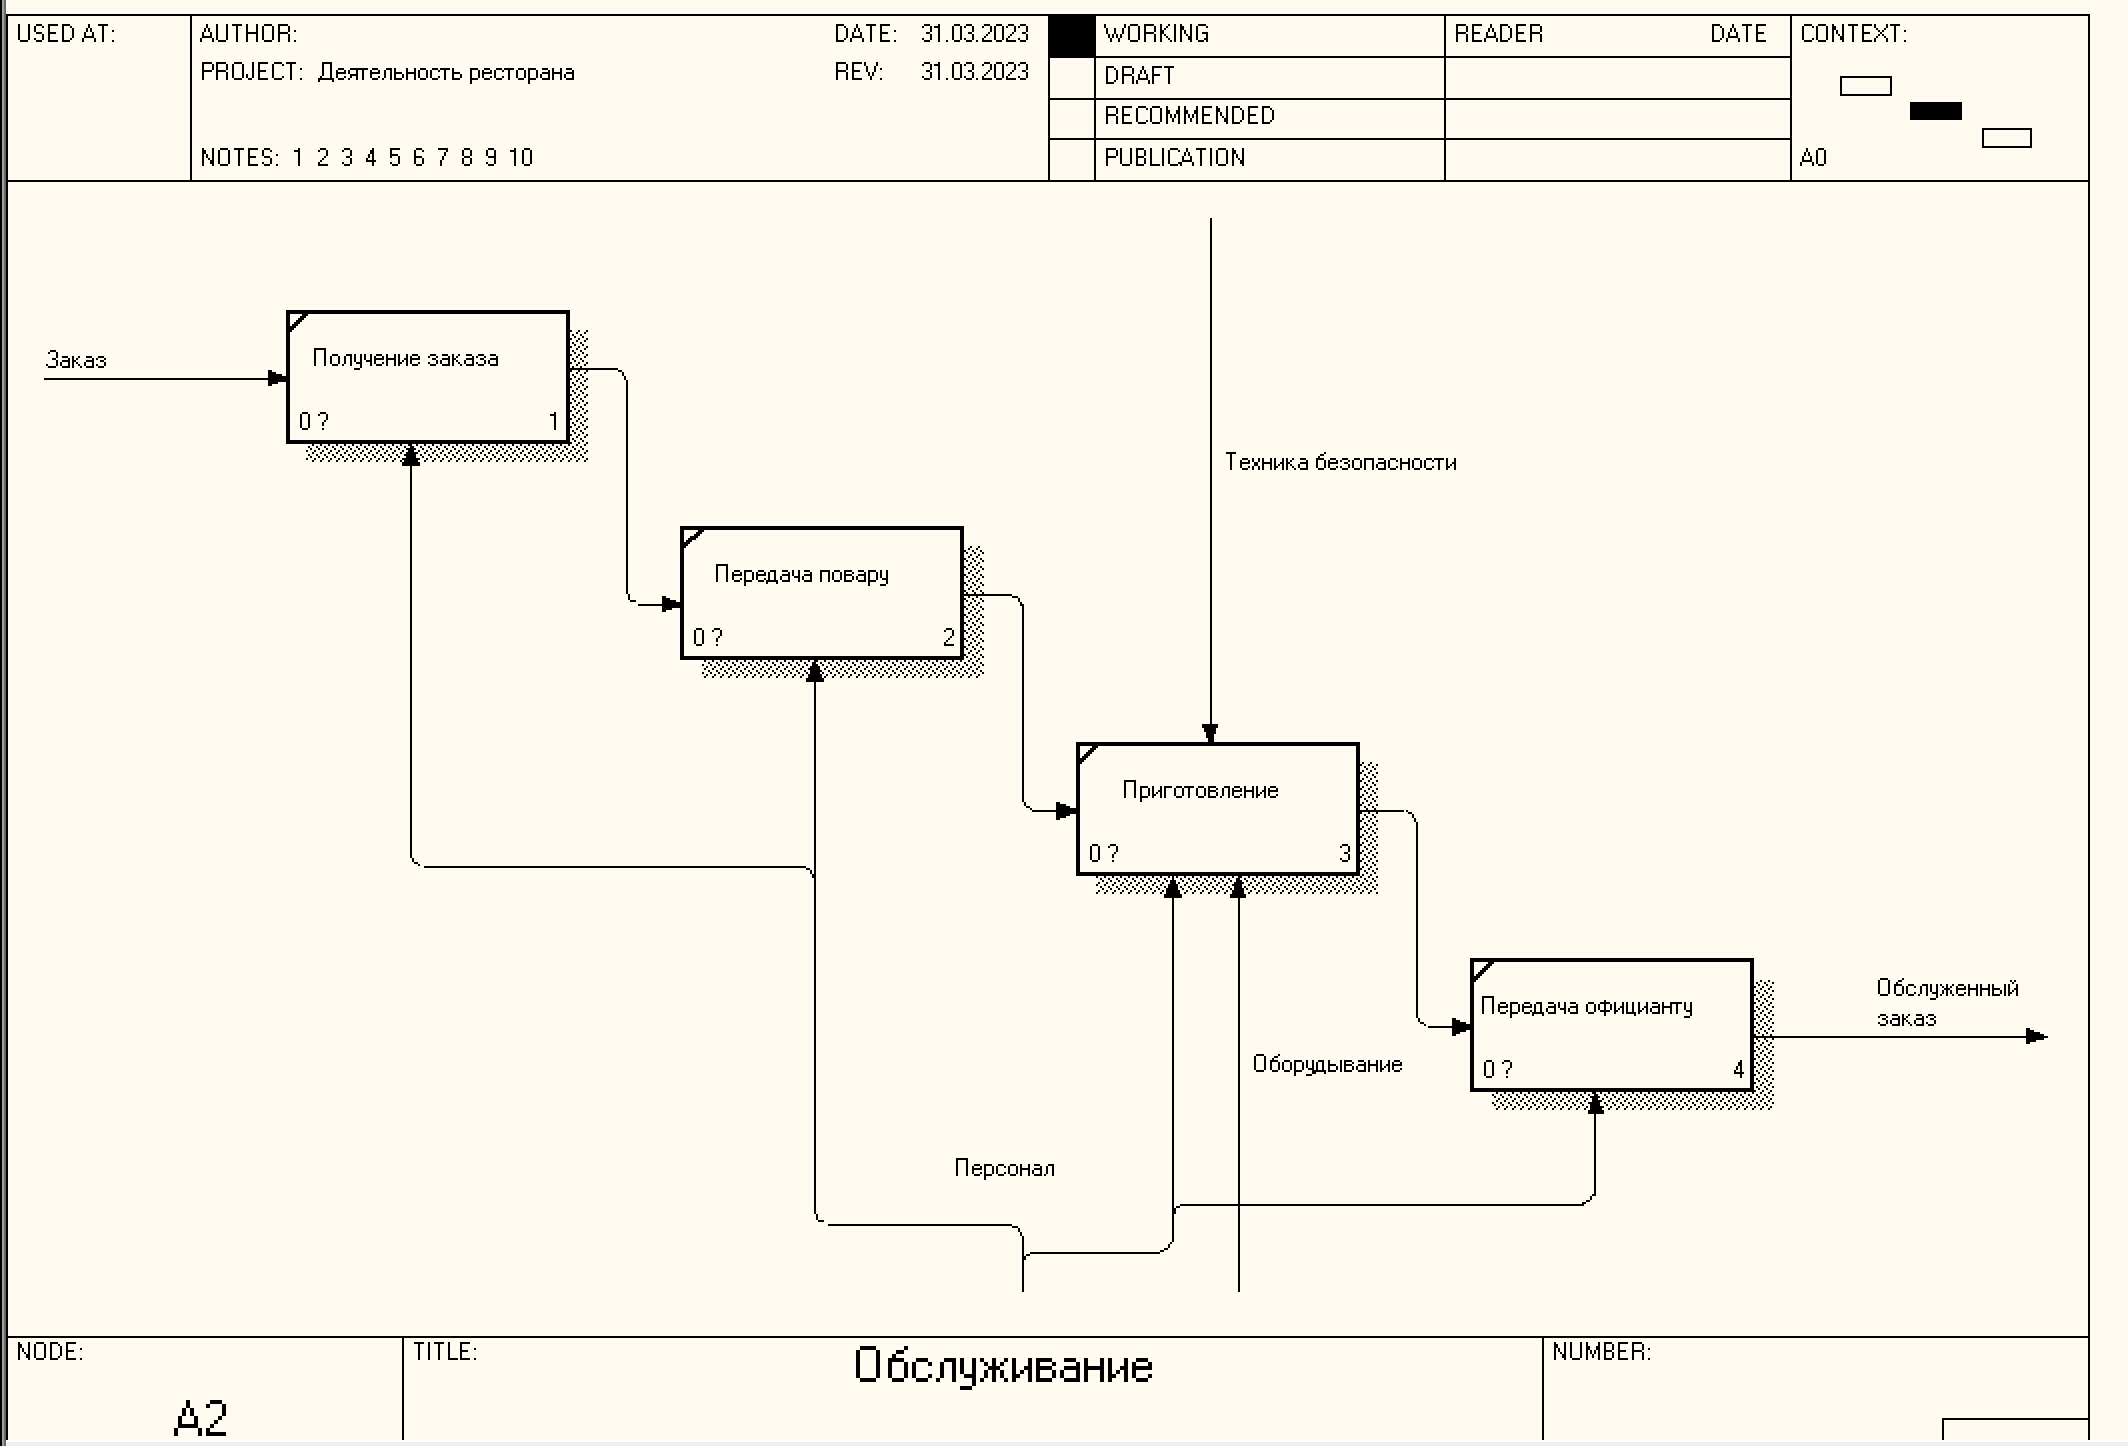 USED AT:
AUTHOR:
DATE: 31.03.2023
WORKING
READER DATE
CONTEXT:
PROJECT: Деятельность ресторана
REV: 31.03.2023
DRAFT
RECOMMENDED
NOTES: 1 2 3 4 5 6 7 8 9 10
PUBLICATION
A0
Заказ
Получение заказа
0 ? 1
Техника безопасности
Передача повару
0 ? 2
Приготовление
0 ? 3
Обслуженный
заказ
Передача официанту
0 ? 4
Оборудывание
Персонал
NODE:
TITLE:
Обслуживание
NUMBER:
A2